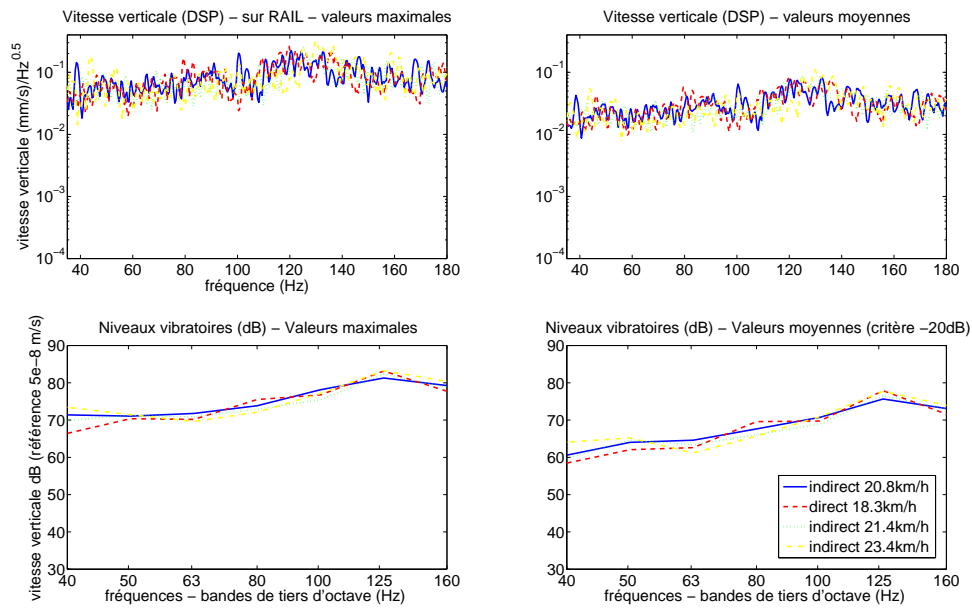 Vitesse verticale (DSP) − sur RAIL − valeurs maximales
vitesse verticale (mm/s)/Hz^0.5
10^−1
10^−2
10^−3
10^−4
40 60 80 100 120 140 160 180
fréquence (Hz)
Vitesse verticale (DSP) − valeurs moyennes
10^−1
10^−2
10^−3
10^−4
40 60 80 100 120 140 160 180
Niveaux vibratoires (dB) − Valeurs maximales
vitesse verticale dB (référence 5e−8 m/s)
90
80
70
60
50
40
30
40 50 63 80 100 125 160
fréquences − bandes de tiers d'octave (Hz)
Niveaux vibratoires (dB) − Valeurs moyennes (critère −20dB)
90
80
70
60
50
40
30
indirect 20.8km/h
direct 18.3km/h
indirect 21.4km/h
indirect 23.4km/h
40 50 63 80 100 125 160
fréquences − bandes de tiers d'octave (Hz)